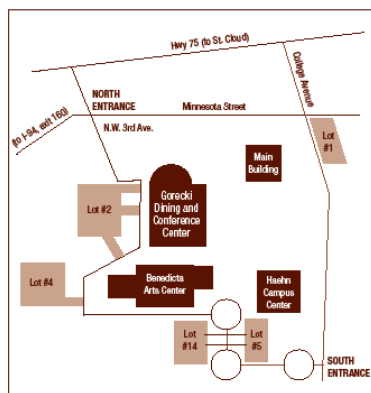 Hwy 75 (to St. Cloud)
College Avenue
NORTH
ENTRANCE
Minnesota Street
(to I-94, exit 160)
N.W. 3rd Ave.
Lot
#1
Main
Building
Gorecki
Dining and
Conference
Center
Lot #2
Lot #4
Benedicta
Arts Center
Haehn
Campus
Center
Lot
#14
Lot
#5
SOUTH
ENTRANCE